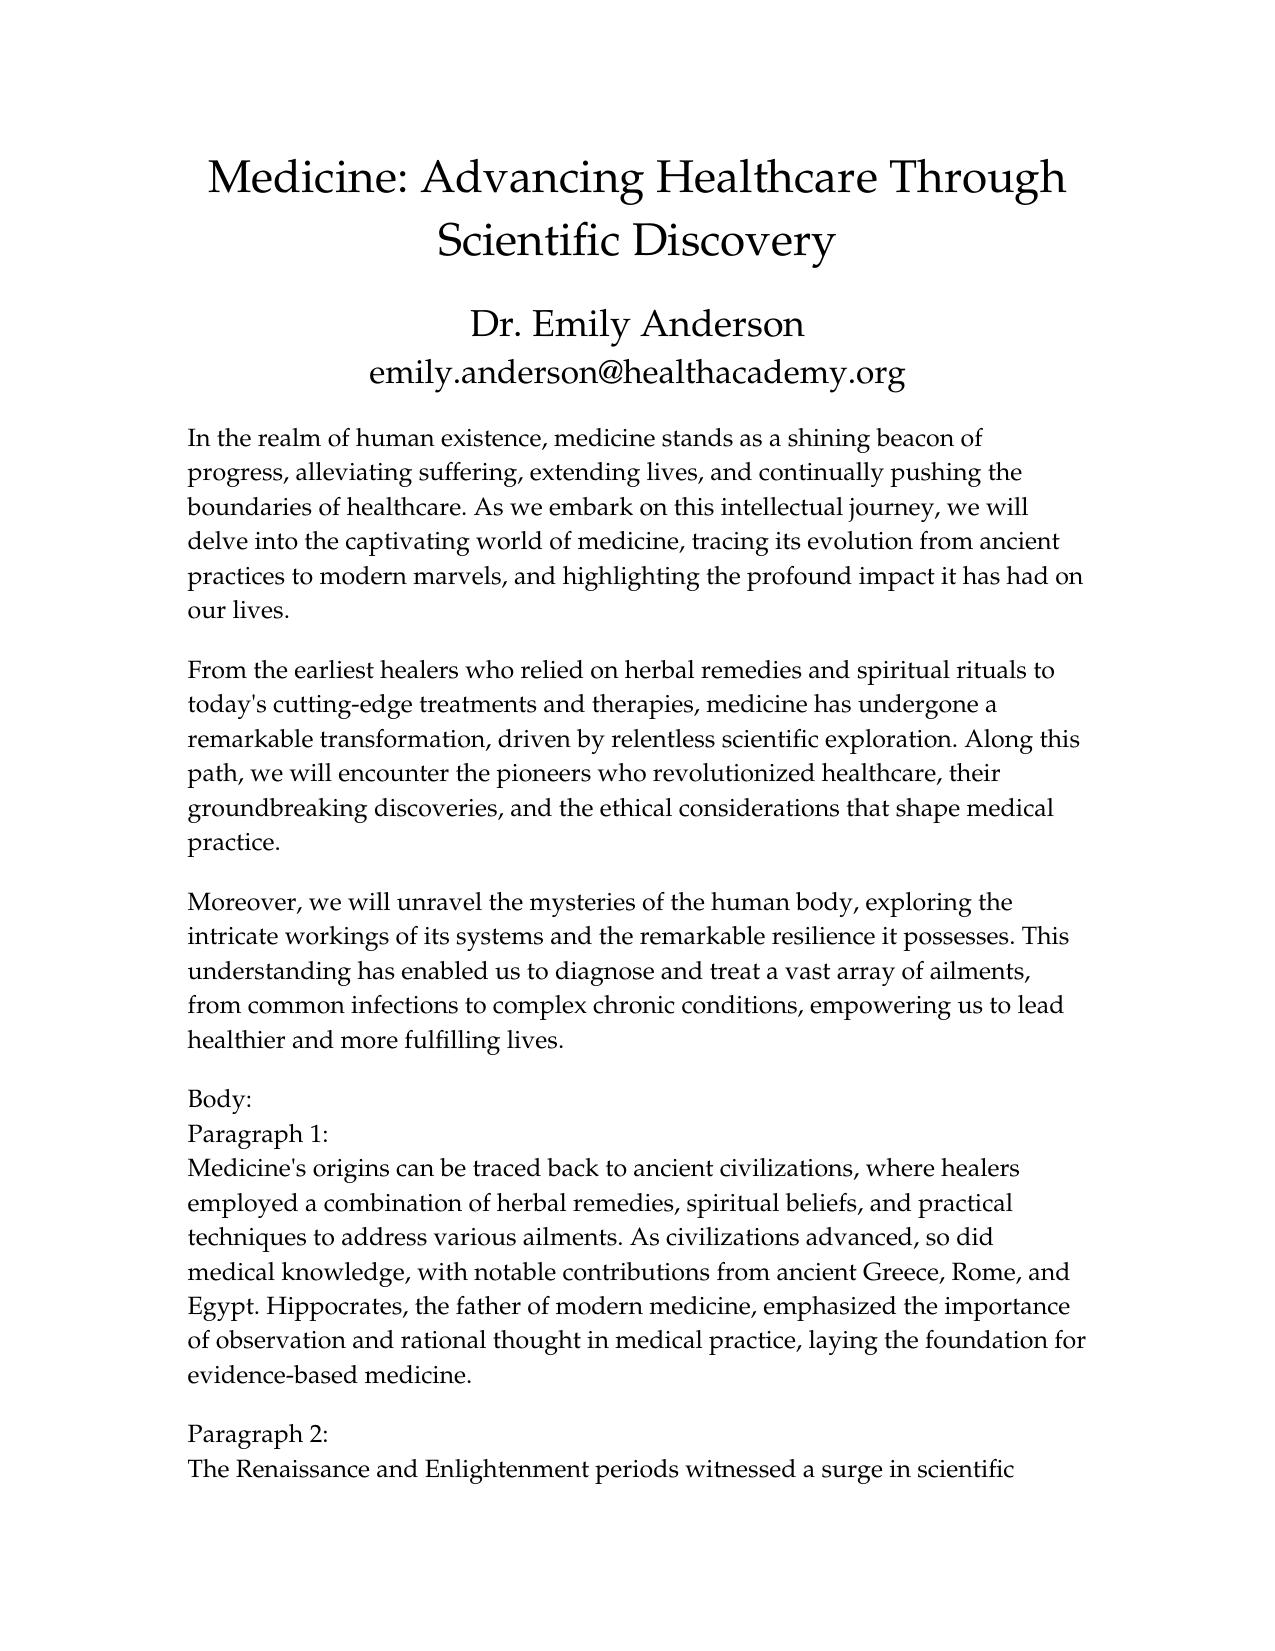 Medicine: Advancing Healthcare Through
Scientific Discovery
Dr. Emily Anderson
emily.anderson@healthacademy.org
In the realm of human existence, medicine stands as a shining beacon of
progress, alleviating suffering, extending lives, and continually pushing the
boundaries of healthcare. As we embark on this intellectual journey, we will
delve into the captivating world of medicine, tracing its evolution from ancient
practices to modern marvels, and highlighting the profound impact it has had on
our lives.
From the earliest healers who relied on herbal remedies and spiritual rituals to
today's cutting-edge treatments and therapies, medicine has undergone a
remarkable transformation, driven by relentless scientific exploration. Along this
path, we will encounter the pioneers who revolutionized healthcare, their
groundbreaking discoveries, and the ethical considerations that shape medical
practice.
Moreover, we will unravel the mysteries of the human body, exploring the
intricate workings of its systems and the remarkable resilience it possesses. This
understanding has enabled us to diagnose and treat a vast array of ailments,
from common infections to complex chronic conditions, empowering us to lead
healthier and more fulfilling lives.
Body:
Paragraph 1:
Medicine's origins can be traced back to ancient civilizations, where healers
employed a combination of herbal remedies, spiritual beliefs, and practical
techniques to address various ailments. As civilizations advanced, so did
medical knowledge, with notable contributions from ancient Greece, Rome, and
Egypt. Hippocrates, the father of modern medicine, emphasized the importance
of observation and rational thought in medical practice, laying the foundation for
evidence-based medicine.
Paragraph 2:
The Renaissance and Enlightenment periods witnessed a surge in scientific